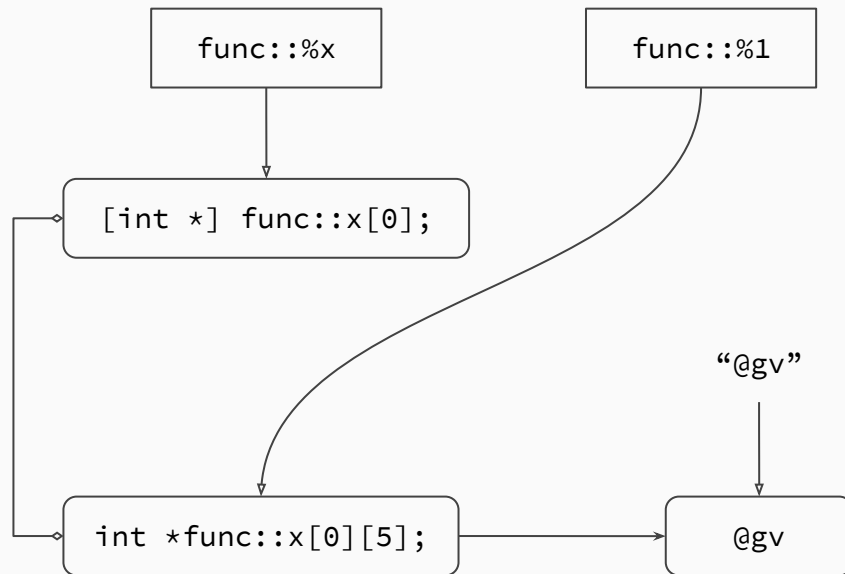 func::%x
func::%1
[int *] func::x[0];
“@gv”
int *func::x[0][5];
@gv